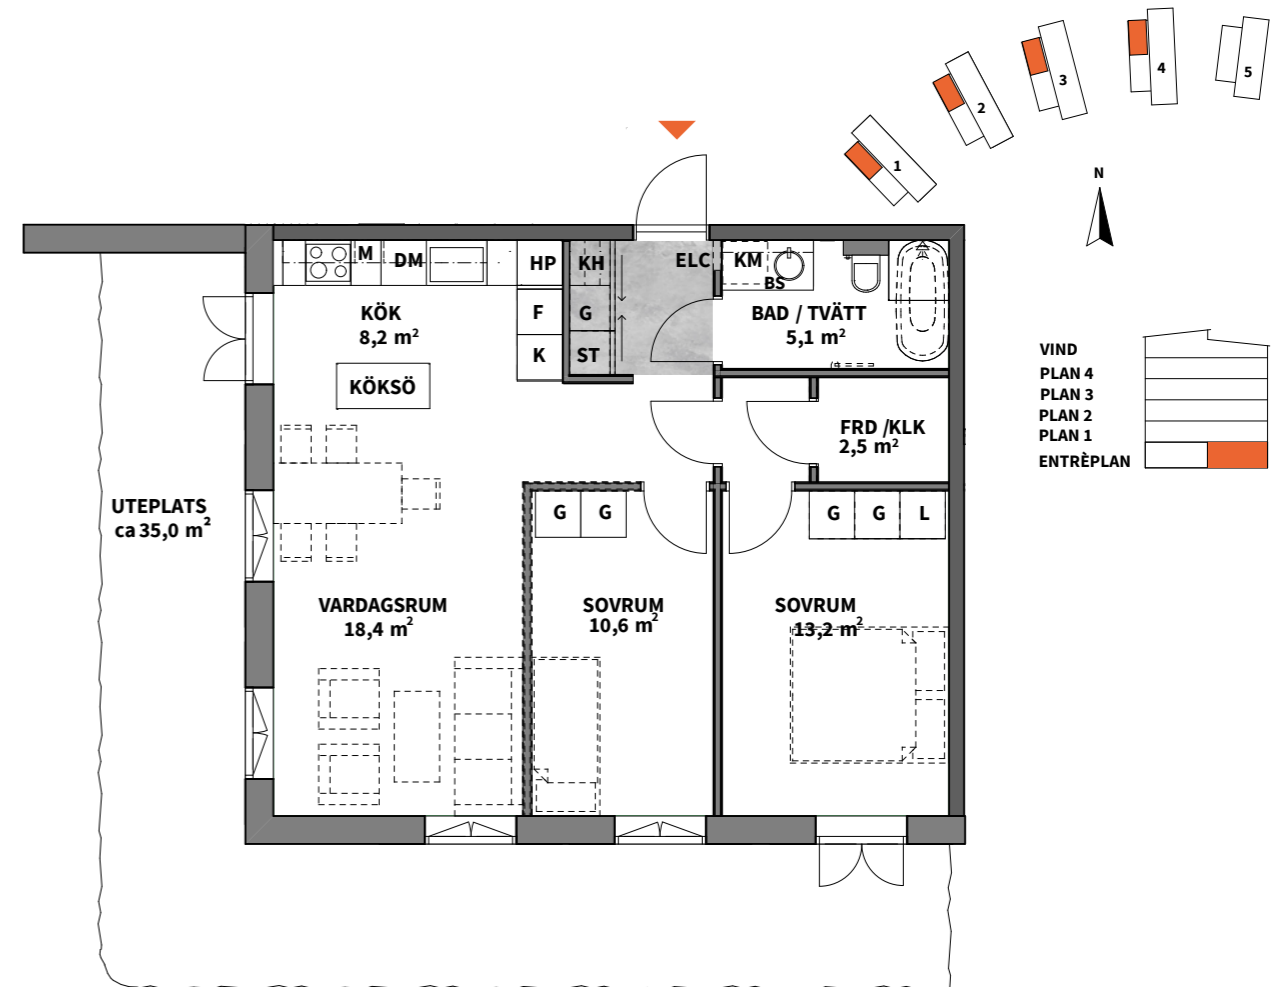 1
2
3
4
5
N
VIND
PLAN 4
PLAN 3
PLAN 2
PLAN 1
ENTRÈPLAN
M
DM
HP
KH
ELC
KM
BS
F
G
K
ST
KÖK
8,2 m²
KÖKSÖ
BAD / TVÄTT
5,1 m²
FRD /KLK
2,5 m²
UTEPLATS
ca 35,0 m²
G G
G G L
VARDAGSRUM
18,4 m²
SOVRUM
10,6 m²
SOVRUM
13,2 m²